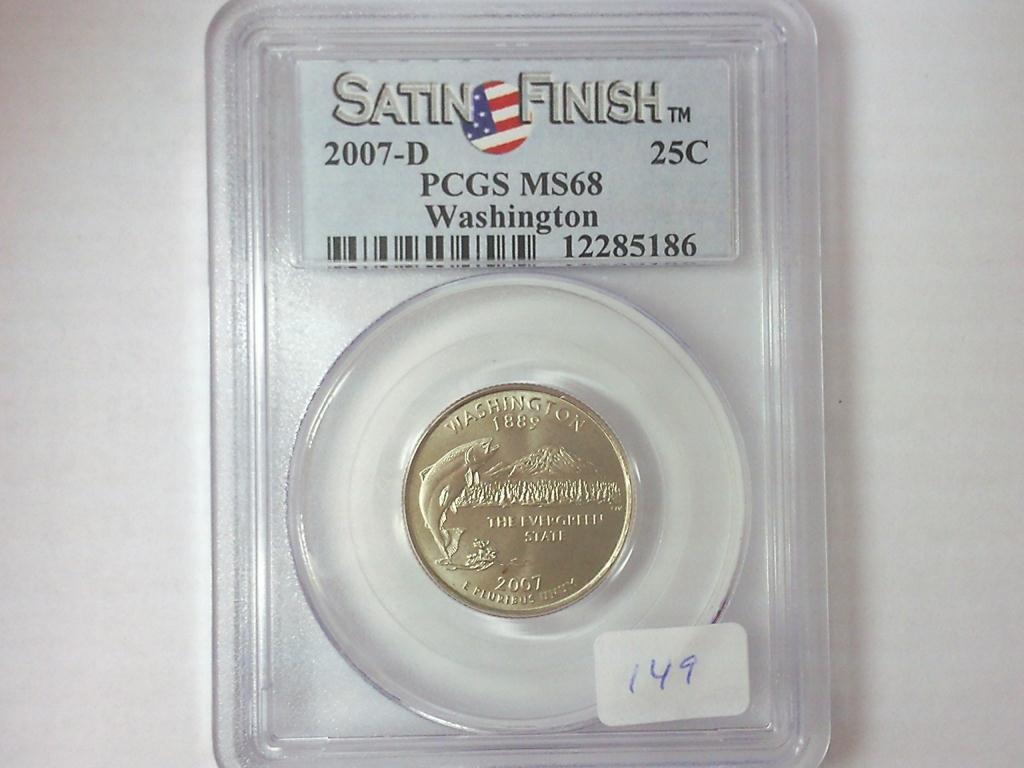 SATIN FINISH™
2007-D 25C
PCGS MS68
Washington
12285186
WASHINGTON
1889
THE EVERGREEN
STATE
2007
E PLURIBUS UNUM
149